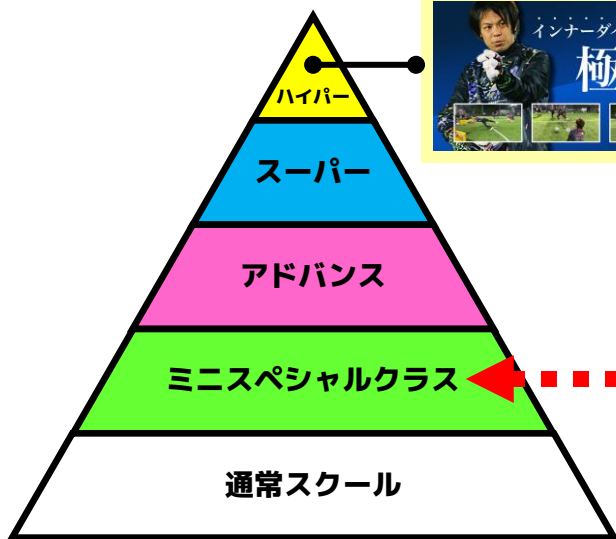 ハイパー
インナーダイ
極
スーパー
アドバンス
ミニスペシャルクラス
通常スクール